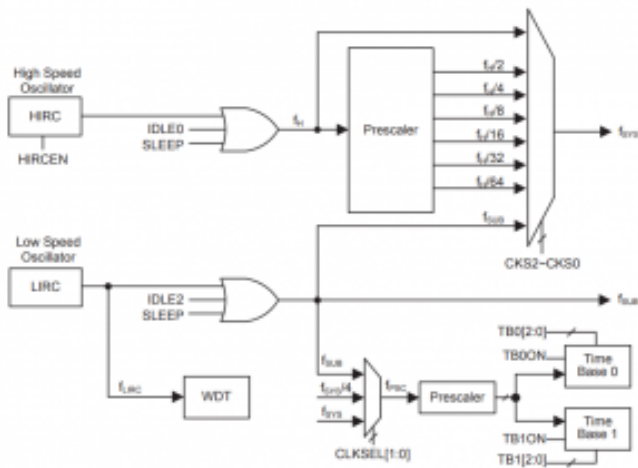 High Speed
Oscillator
HIRC
HIRCEN
IDLE0
SLEEP
fH
Prescaler
fH/2
fH/4
fH/8
fH/16
fH/32
fH/64
fSUB
CKS2~CKS0
fSYS
Low Speed
Oscillator
LIRC
IDLE2
SLEEP
fSUB
fLIRC
WDT
fSUB
fSYS/4
fSYS
CLKSEL[1:0]
fPSC
Prescaler
TB0[2:0]
TB0ON
Time
Base 0
Time
Base 1
TB1ON
TB1[2:0]